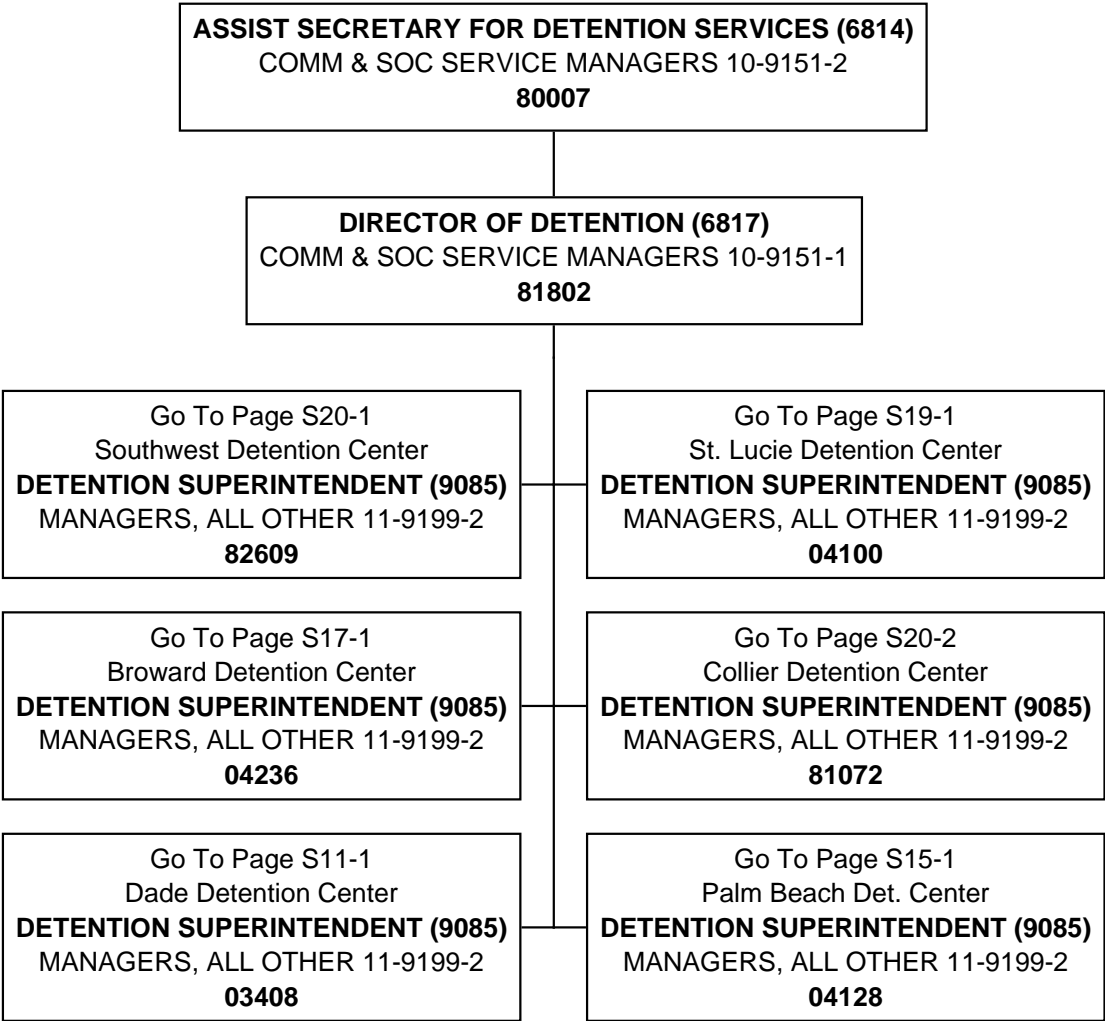 ASSIST SECRETARY FOR DETENTION SERVICES (6814)
COMM & SOC SERVICE MANAGERS 10-9151-2
80007
DIRECTOR OF DETENTION (6817)
COMM & SOC SERVICE MANAGERS 10-9151-1
81802
Go To Page S20-1
Southwest Detention Center
DETENTION SUPERINTENDENT (9085)
MANAGERS, ALL OTHER 11-9199-2
82609
Go To Page S19-1
St. Lucie Detention Center
DETENTION SUPERINTENDENT (9085)
MANAGERS, ALL OTHER 11-9199-2
04100
Go To Page S17-1
Broward Detention Center
DETENTION SUPERINTENDENT (9085)
MANAGERS, ALL OTHER 11-9199-2
04236
Go To Page S20-2
Collier Detention Center
DETENTION SUPERINTENDENT (9085)
MANAGERS, ALL OTHER 11-9199-2
81072
Go To Page S11-1
Dade Detention Center
DETENTION SUPERINTENDENT (9085)
MANAGERS, ALL OTHER 11-9199-2
03408
Go To Page S15-1
Palm Beach Det. Center
DETENTION SUPERINTENDENT (9085)
MANAGERS, ALL OTHER 11-9199-2
04128